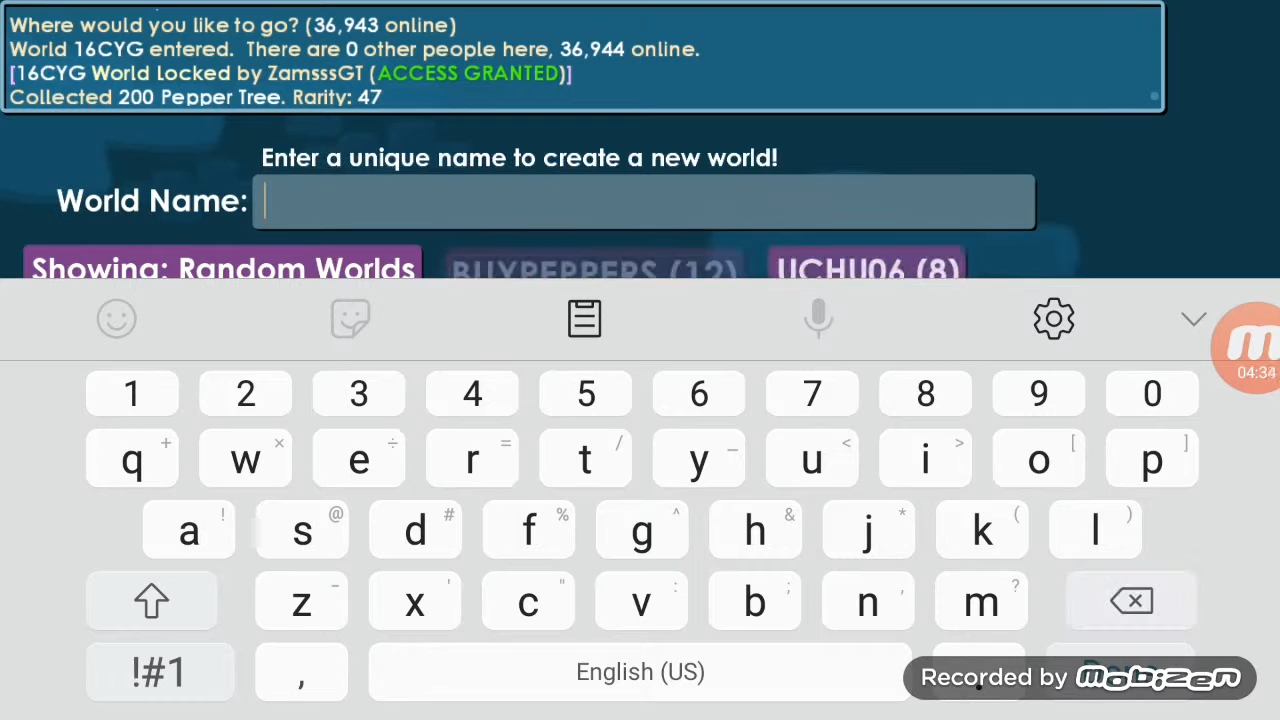 Where would you like to go? (36,943 online)
World 16CYG entered. There are 0 other people here, 36,944 online.
[16CYG World Locked by ZamsssGT (ACCESS GRANTED)]
Collected 200 Pepper Tree. Rarity: 47
Enter a unique name to create a new world!
World Name:
Showing: Random Worlds BUYPEPPERS (12) UCHU06 (8)
04:34
1 2 3 4 5 6 7 8 9 0
q + w × e ÷ r = t / y _ u < i > o [ p ]
a ! s @ d # f % g ^ h & j * k ( l )
z - x ' c " v : b ; n , m ?
!#1 , English (US) .
Recorded by mobizen